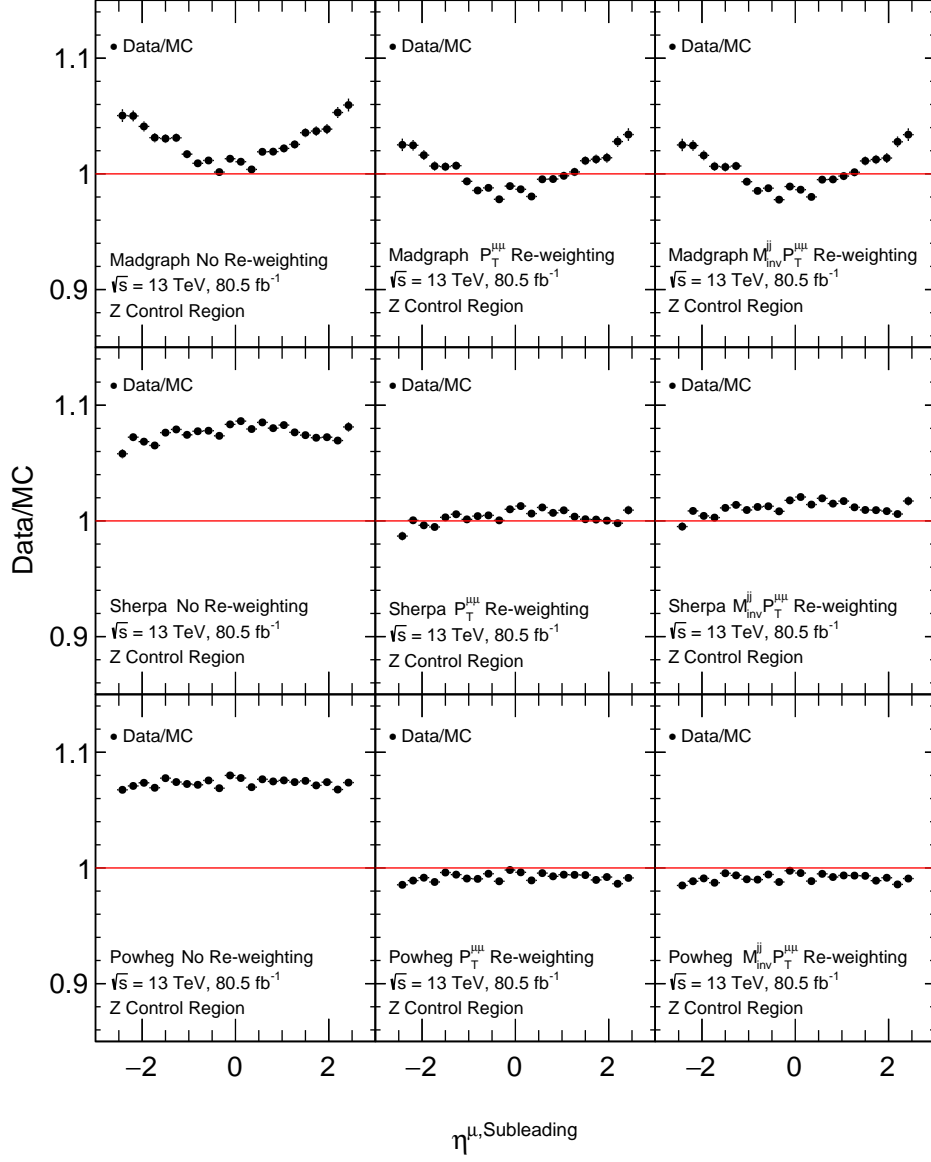 1.1
1
0.9
• Data/MC
Madgraph No Re-weighting
√s = 13 TeV, 80.5 fb⁻¹
Z Control Region
• Data/MC
Madgraph P_T^μμ Re-weighting
√s = 13 TeV, 80.5 fb⁻¹
Z Control Region
• Data/MC
Madgraph M_inv^jj P_T^μμ Re-weighting
√s = 13 TeV, 80.5 fb⁻¹
Z Control Region
Data/MC
1.1
1
0.9
• Data/MC
Sherpa No Re-weighting
√s = 13 TeV, 80.5 fb⁻¹
Z Control Region
• Data/MC
Sherpa P_T^μμ Re-weighting
√s = 13 TeV, 80.5 fb⁻¹
Z Control Region
• Data/MC
Sherpa M_inv^jj P_T^μμ Re-weighting
√s = 13 TeV, 80.5 fb⁻¹
Z Control Region
1.1
1
0.9
• Data/MC
Powheg No Re-weighting
√s = 13 TeV, 80.5 fb⁻¹
Z Control Region
• Data/MC
Powheg P_T^μμ Re-weighting
√s = 13 TeV, 80.5 fb⁻¹
Z Control Region
• Data/MC
Powheg M_inv^jj P_T^μμ Re-weighting
√s = 13 TeV, 80.5 fb⁻¹
Z Control Region
−2 0 2 −2 0 2 −2 0 2
η^μ,Subleading